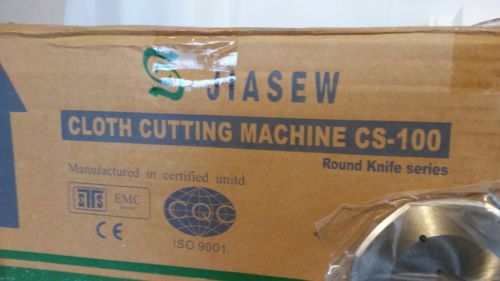 JIASEW
CLOTH CUTTING MACHINE CS-100
Round Knife series
Manufactured in certified unitd
EMC
CQC
CE
ISO 9001